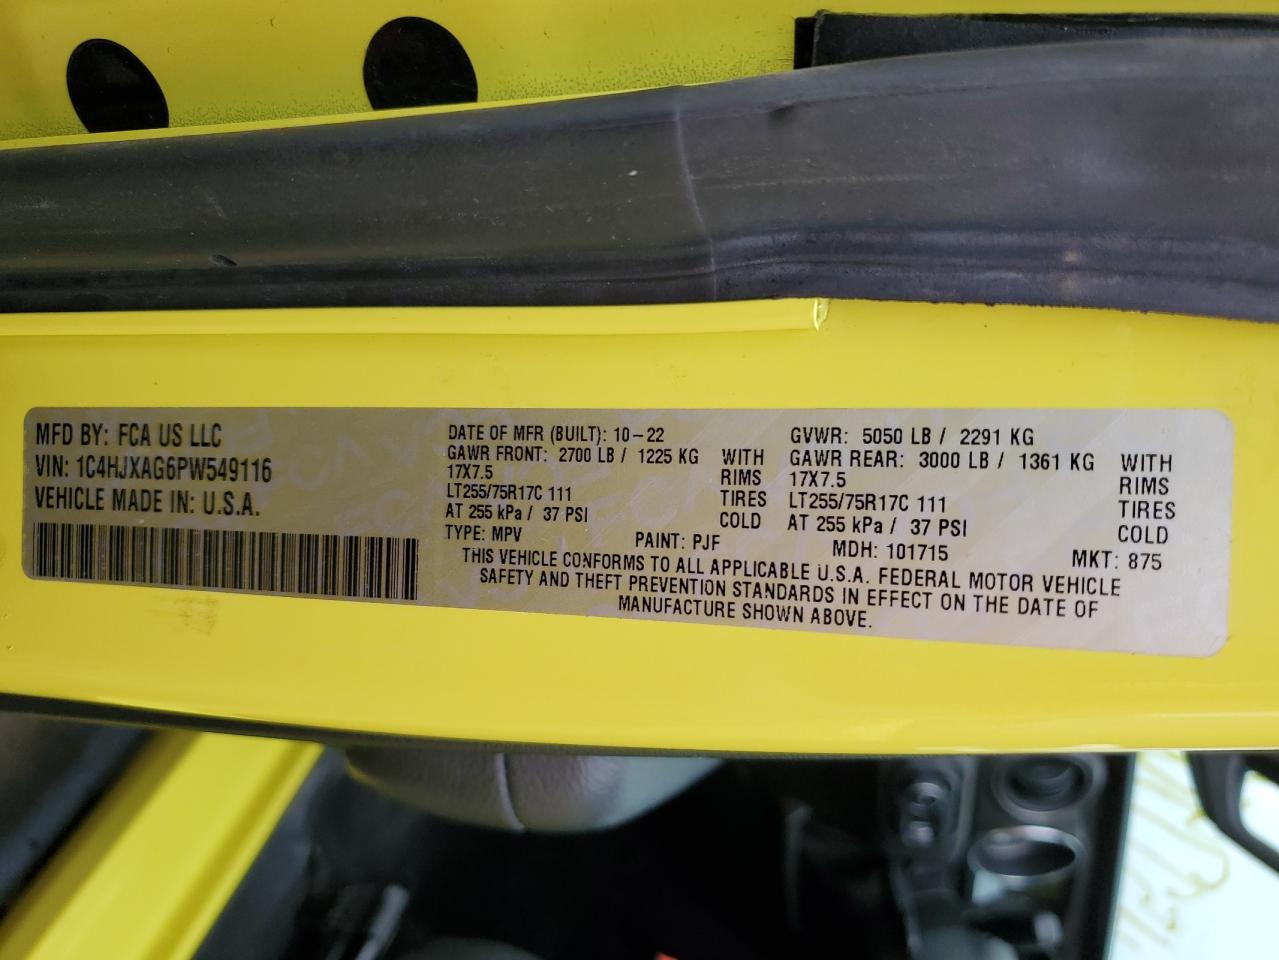 MFD BY: FCA US LLC
VIN: 1C4HJXAG6PW549116
VEHICLE MADE IN: U.S.A.
DATE OF MFR (BUILT): 10-22
GAWR FRONT: 2700 LB / 1225 KG WITH
17X7.5 RIMS
LT255/75R17C 111 TIRES
AT 255 kPa / 37 PSI COLD
GVWR: 5050 LB / 2291 KG
GAWR REAR: 3000 LB / 1361 KG WITH
17X7.5 RIMS
LT255/75R17C 111 TIRES
AT 255 kPa / 37 PSI COLD
TYPE: MPV PAINT: PJF MDH: 101715 MKT: 875
THIS VEHICLE CONFORMS TO ALL APPLICABLE U.S.A. FEDERAL MOTOR VEHICLE
SAFETY AND THEFT PREVENTION STANDARDS IN EFFECT ON THE DATE OF
MANUFACTURE SHOWN ABOVE.